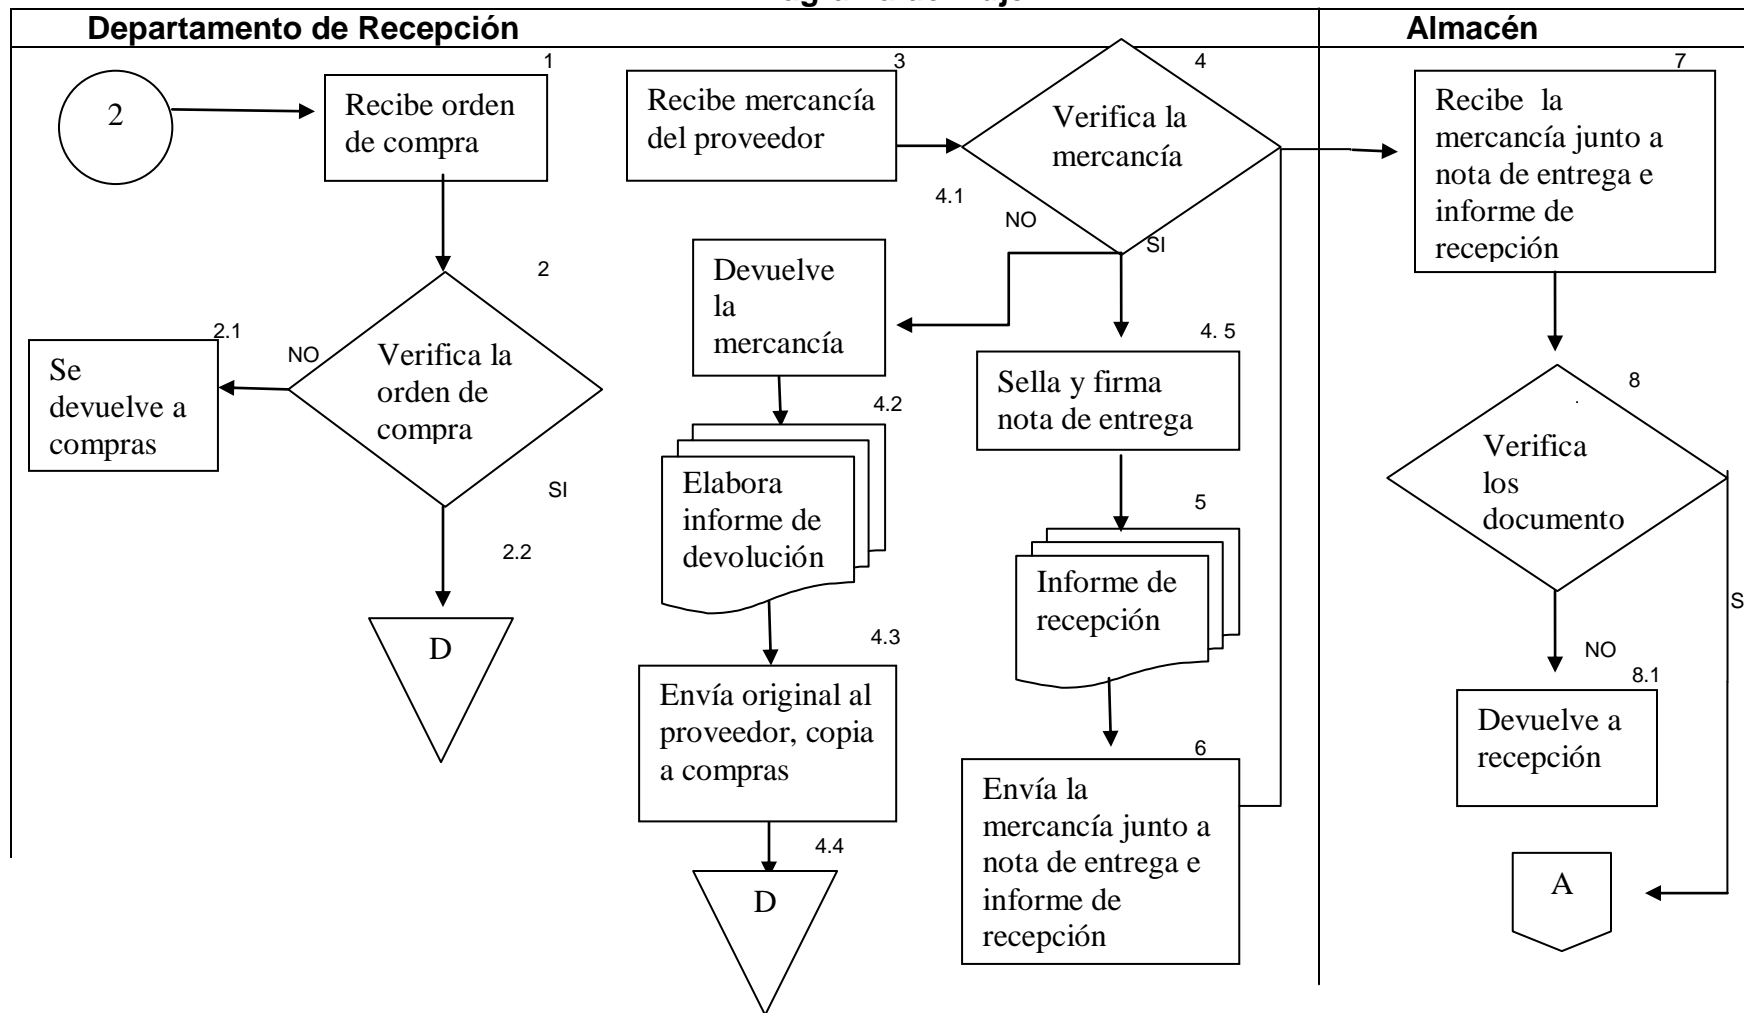 Departamento de Recepción
Almacén
2
1
Recibe orden
de compra
2
Verifica la
orden de
compra
NO
2.1
Se
devuelve a
compras
SI
2.2
D
3
Recibe mercancía
del proveedor
4
Verifica la
mercancía
4.1
NO
SI
Devuelve
la
mercancía
4.2
Elabora
informe de
devolución
4.3
Envía original al
proveedor, copia
a compras
4.4
D
4. 5
Sella y firma
nota de entrega
5
Informe de
recepción
6
Envía la
mercancía junto a
nota de entrega e
informe de
recepción
7
Recibe la
mercancía junto a
nota de entrega e
informe de
recepción
8
Verifica
los
documento
S
NO
8.1
Devuelve a
recepción
A